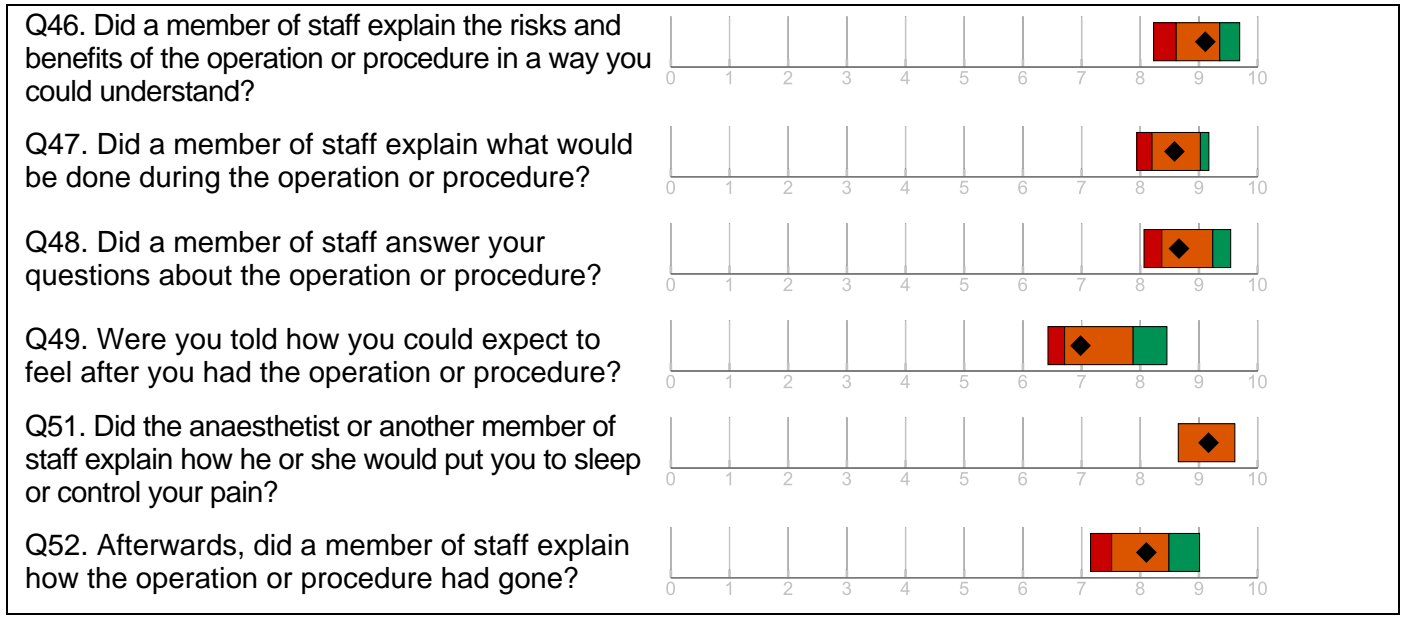 Q46. Did a member of staff explain the risks and
benefits of the operation or procedure in a way you
could understand?
0 1 2 3 4 5 6 7 8 9 10
Q47. Did a member of staff explain what would
be done during the operation or procedure?
0 1 2 3 4 5 6 7 8 9 10
Q48. Did a member of staff answer your
questions about the operation or procedure?
0 1 2 3 4 5 6 7 8 9 10
Q49. Were you told how you could expect to
feel after you had the operation or procedure?
0 1 2 3 4 5 6 7 8 9 10
Q51. Did the anaesthetist or another member of
staff explain how he or she would put you to sleep
or control your pain?
0 1 2 3 4 5 6 7 8 9 10
Q52. Afterwards, did a member of staff explain
how the operation or procedure had gone?
0 1 2 3 4 5 6 7 8 9 10